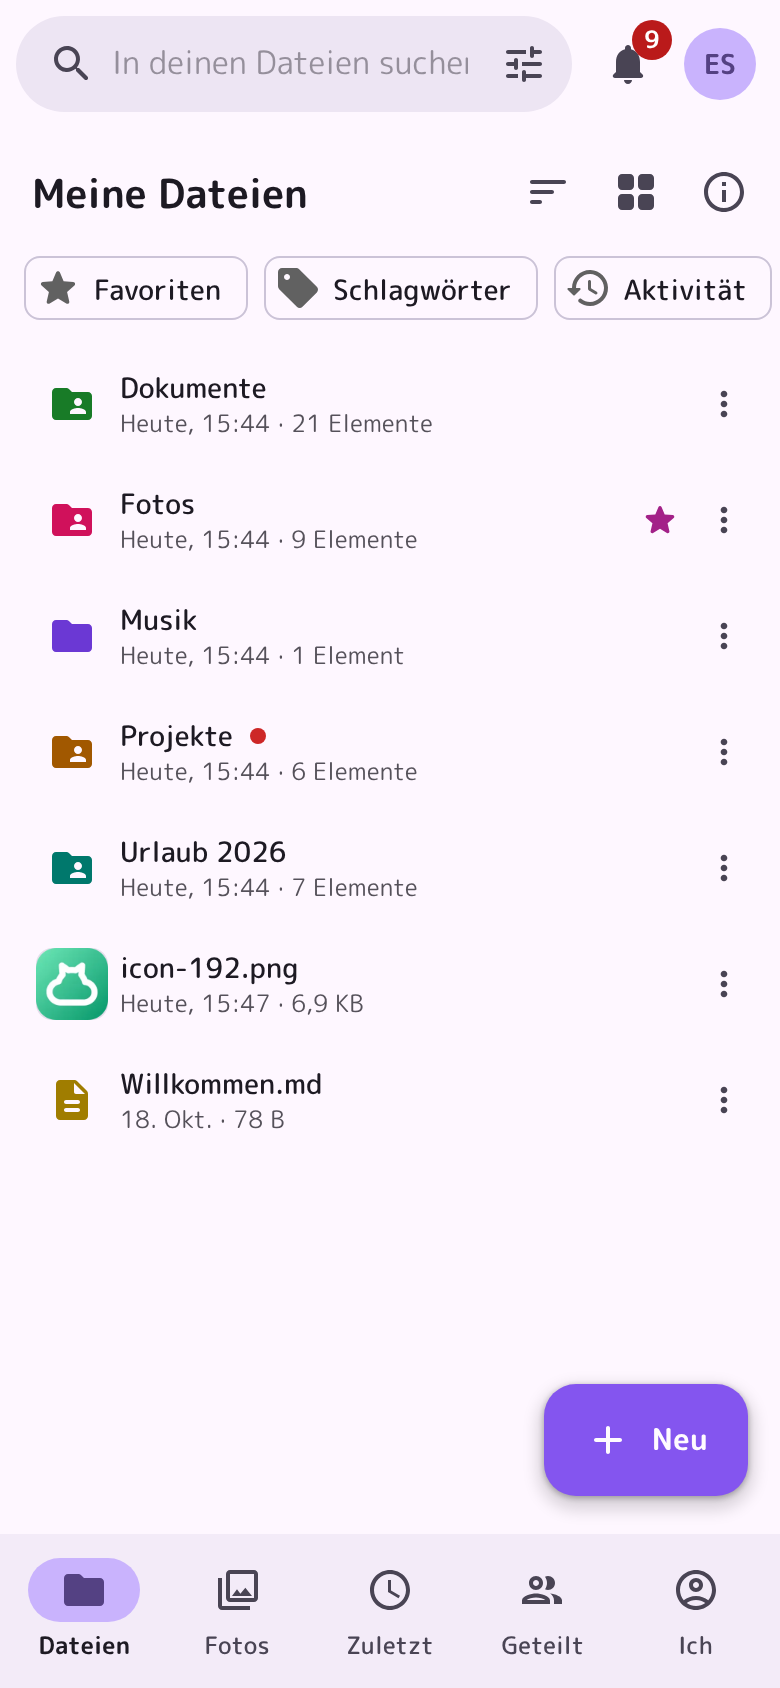 In deinen Dateien suchen
9
ES
Meine Dateien
Favoriten
Schlagwörter
Aktivität
Dokumente
Heute, 15:44 · 21 Elemente
Fotos
Heute, 15:44 · 9 Elemente
Musik
Heute, 15:44 · 1 Element
Projekte
Heute, 15:44 · 6 Elemente
Urlaub 2026
Heute, 15:44 · 7 Elemente
icon-192.png
Heute, 15:47 · 6,9 KB
Willkommen.md
18. Okt. · 78 B
Neu
Dateien
Fotos
Zuletzt
Geteilt
Ich